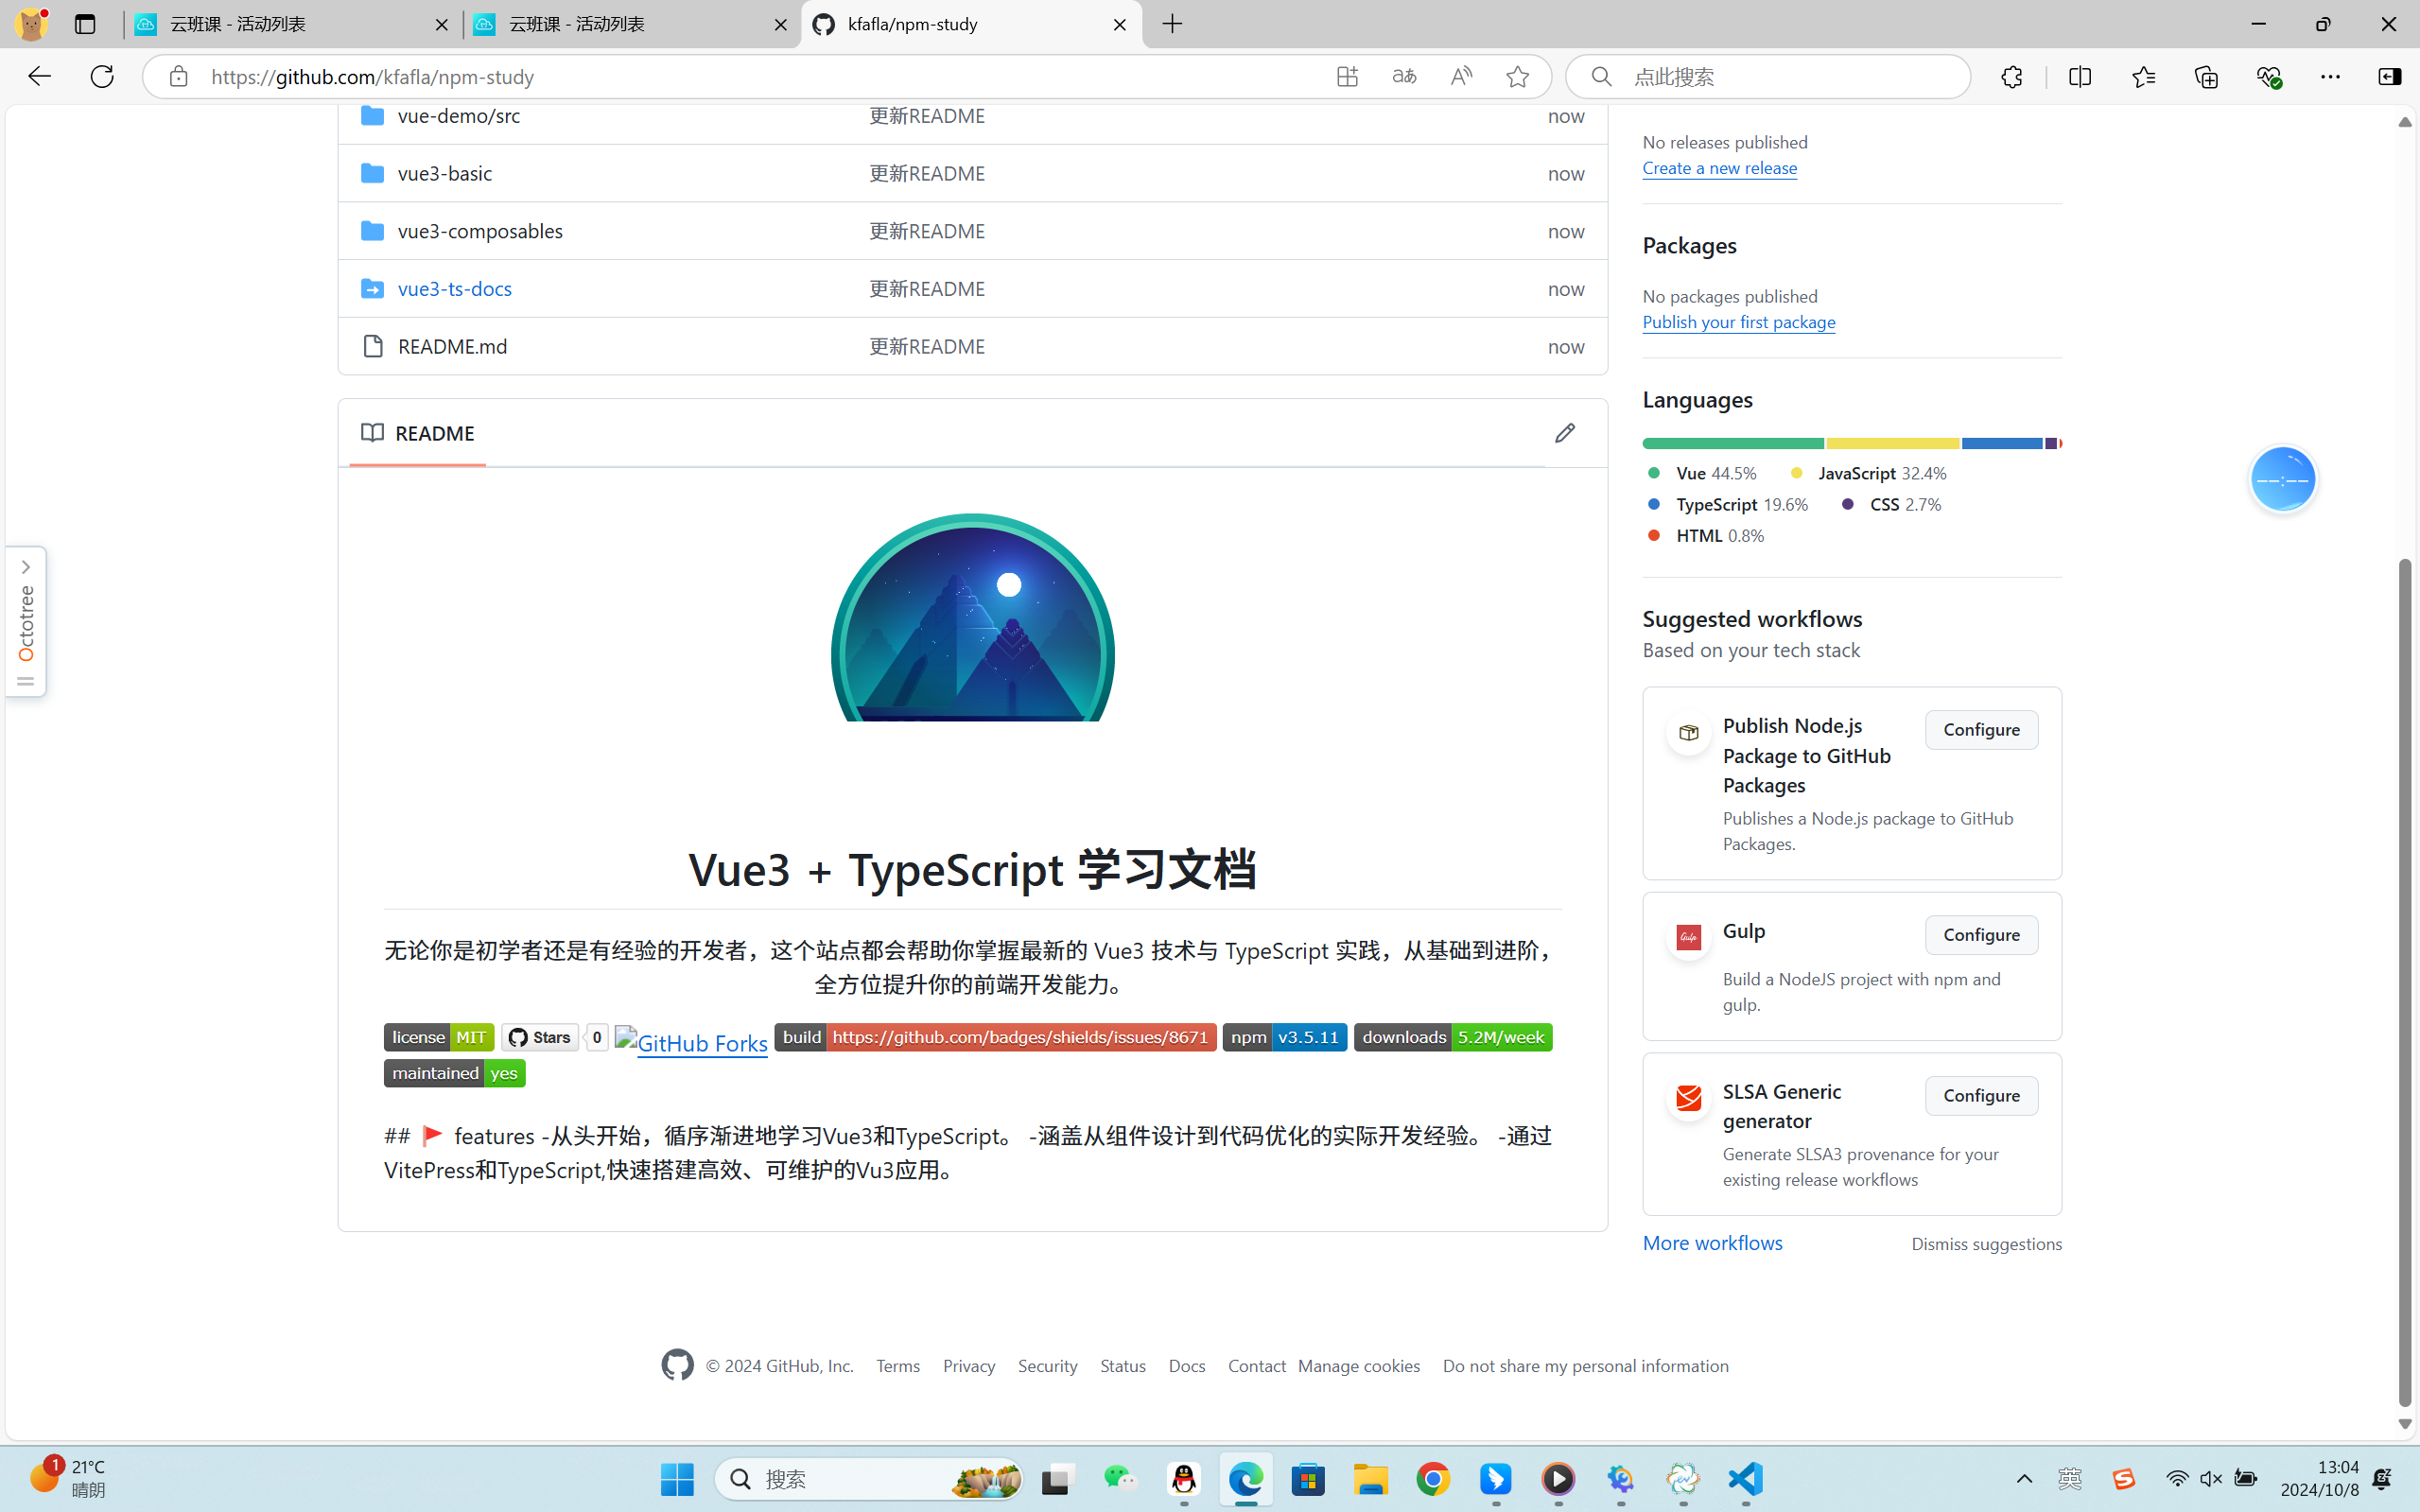 云班课 - 活动列表
云班课 - 活动列表
kfafla/npm-study
https://github.com/kfafla/npm-study
aあ
点此搜索
vue-demo/src 更新README now
vue3-basic 更新README now
vue3-composables 更新README now
vue3-ts-docs 更新README now
README.md 更新README now
README
Octotree
Vue3 + TypeScript 学习文档
无论你是初学者还是有经验的开发者，这个站点都会帮助你掌握最新的 Vue3 技术与 TypeScript 实践，从基础到进阶，
全方位提升你的前端开发能力。
license MIT Stars 0 GitHub Forks build https://github.com/badges/shields/issues/8671 npm v3.5.11 downloads 5.2M/week
maintained yes
## 🚩 features -从头开始，循序渐进地学习Vue3和TypeScript。 -涵盖从组件设计到代码优化的实际开发经验。 -通过
VitePress和TypeScript,快速搭建高效、可维护的Vu3应用。
No releases published
Create a new release
Packages
No packages published
Publish your first package
Languages
Vue 44.5% JavaScript 32.4%
TypeScript 19.6% CSS 2.7%
HTML 0.8%
--:--
Suggested workflows
Based on your tech stack
Publish Node.js
Package to GitHub
Packages
Configure
Publishes a Node.js package to GitHub
Packages.
Gulp
Gulp
Configure
Build a NodeJS project with npm and
gulp.
SLSA Generic
generator
Configure
Generate SLSA3 provenance for your
existing release workflows
More workflows Dismiss suggestions
© 2024 GitHub, Inc. Terms Privacy Security Status Docs Contact Manage cookies Do not share my personal information
1
21°C
晴朗
搜索
英
13:04
2024/10/8